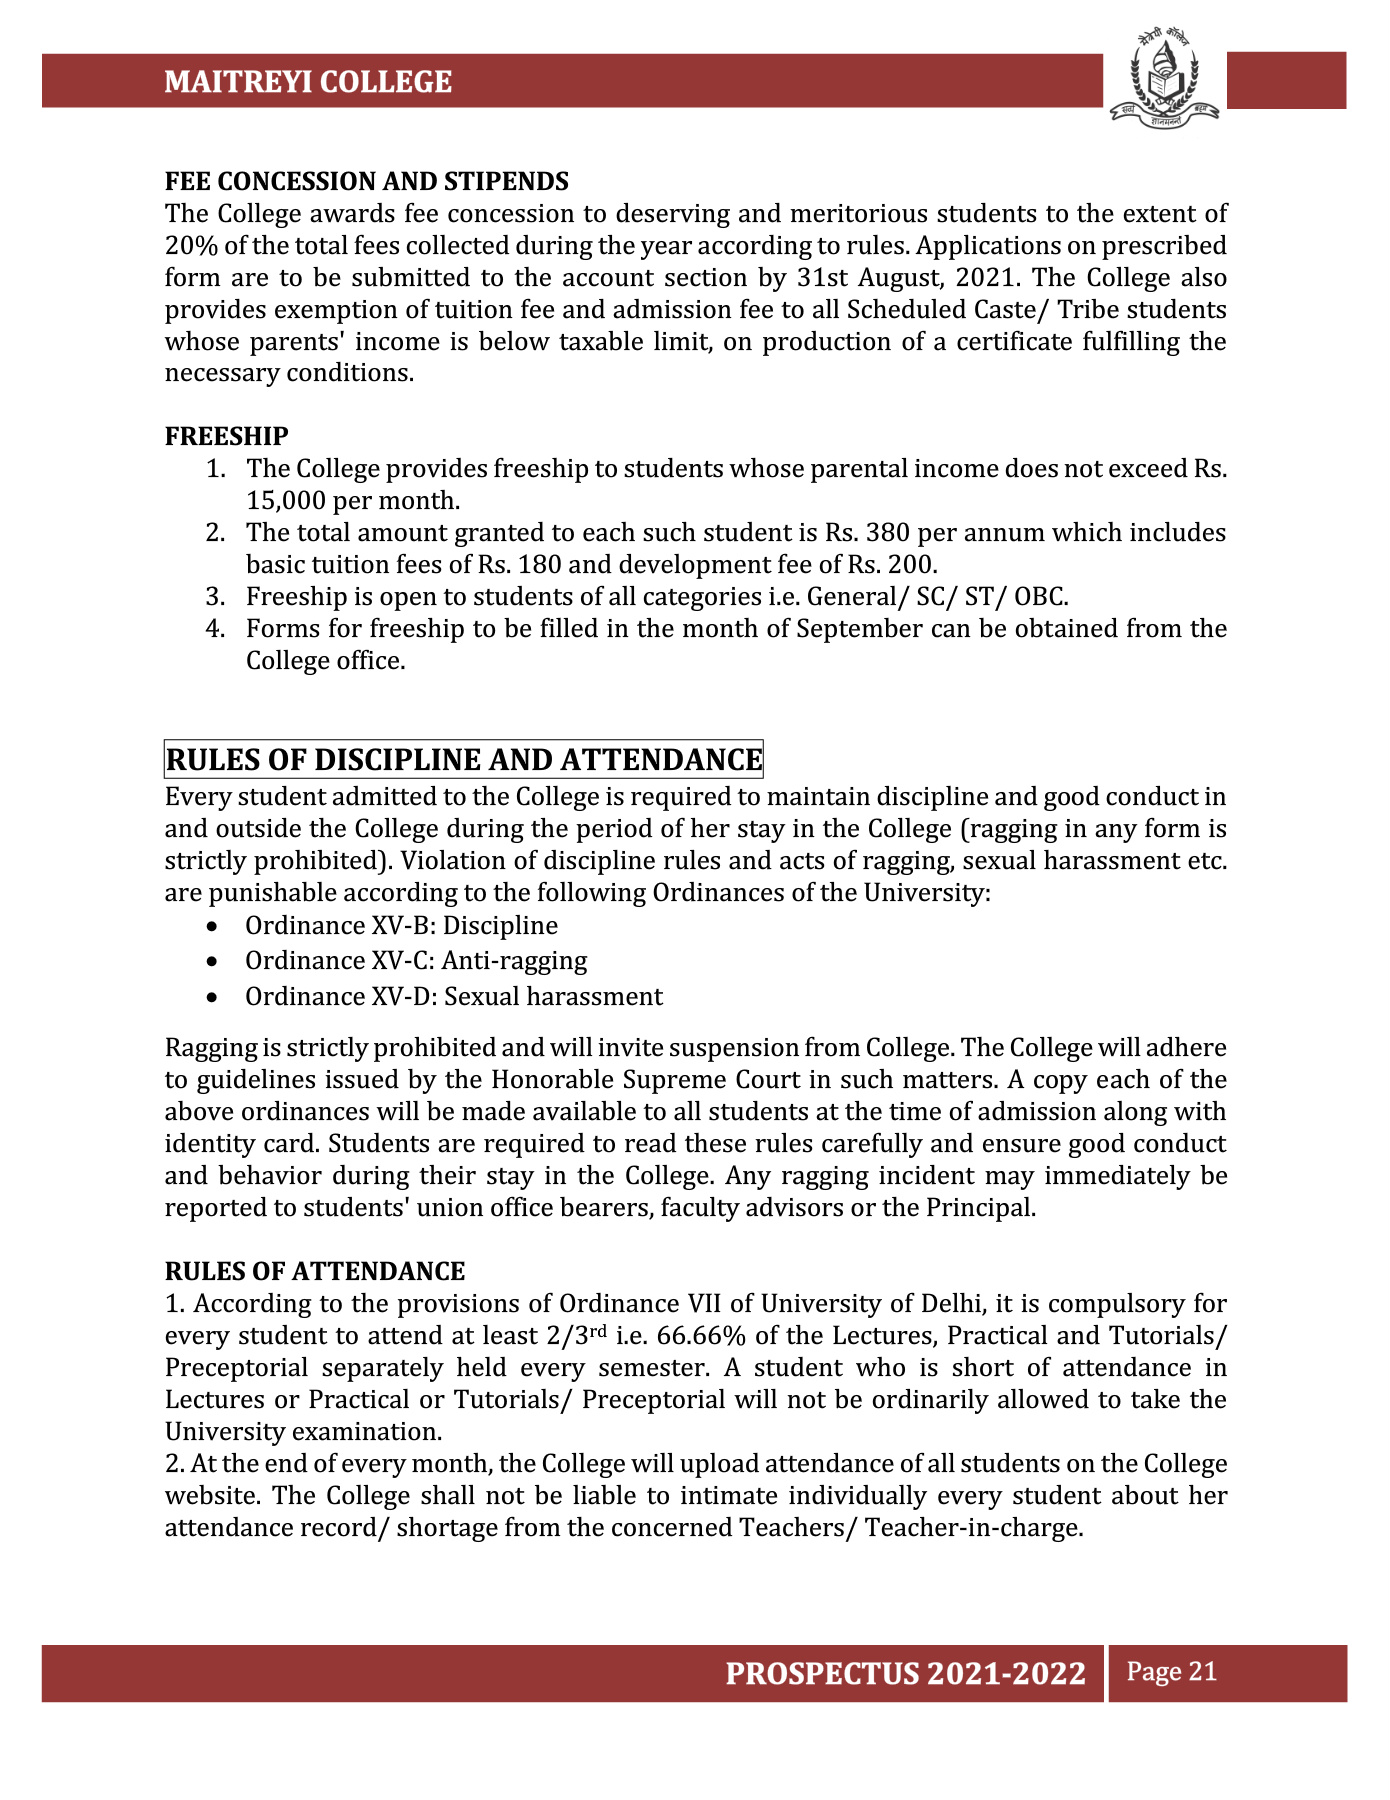 MAITREYI COLLEGE
मैत्रेयी कॉलेज
FEE CONCESSION AND STIPENDS
The College awards fee concession to deserving and meritorious students to the extent of
20% of the total fees collected during the year according to rules. Applications on prescribed
form are to be submitted to the account section by 31st August, 2021. The College also
provides exemption of tuition fee and admission fee to all Scheduled Caste/ Tribe students
whose parents' income is below taxable limit, on production of a certificate fulfilling the
necessary conditions.
FREESHIP
1. The College provides freeship to students whose parental income does not exceed Rs.
15,000 per month.
2. The total amount granted to each such student is Rs. 380 per annum which includes
basic tuition fees of Rs. 180 and development fee of Rs. 200.
3. Freeship is open to students of all categories i.e. General/ SC/ ST/ OBC.
4. Forms for freeship to be filled in the month of September can be obtained from the
College office.
RULES OF DISCIPLINE AND ATTENDANCE
Every student admitted to the College is required to maintain discipline and good conduct in
and outside the College during the period of her stay in the College (ragging in any form is
strictly prohibited). Violation of discipline rules and acts of ragging, sexual harassment etc.
are punishable according to the following Ordinances of the University:
• Ordinance XV-B: Discipline
• Ordinance XV-C: Anti-ragging
• Ordinance XV-D: Sexual harassment
Ragging is strictly prohibited and will invite suspension from College. The College will adhere
to guidelines issued by the Honorable Supreme Court in such matters. A copy each of the
above ordinances will be made available to all students at the time of admission along with
identity card. Students are required to read these rules carefully and ensure good conduct
and behavior during their stay in the College. Any ragging incident may immediately be
reported to students' union office bearers, faculty advisors or the Principal.
RULES OF ATTENDANCE
1. According to the provisions of Ordinance VII of University of Delhi, it is compulsory for
every student to attend at least 2/3rd i.e. 66.66% of the Lectures, Practical and Tutorials/
Preceptorial separately held every semester. A student who is short of attendance in
Lectures or Practical or Tutorials/ Preceptorial will not be ordinarily allowed to take the
University examination.
2. At the end of every month, the College will upload attendance of all students on the College
website. The College shall not be liable to intimate individually every student about her
attendance record/ shortage from the concerned Teachers/ Teacher-in-charge.
PROSPECTUS 2021-2022
Page 21